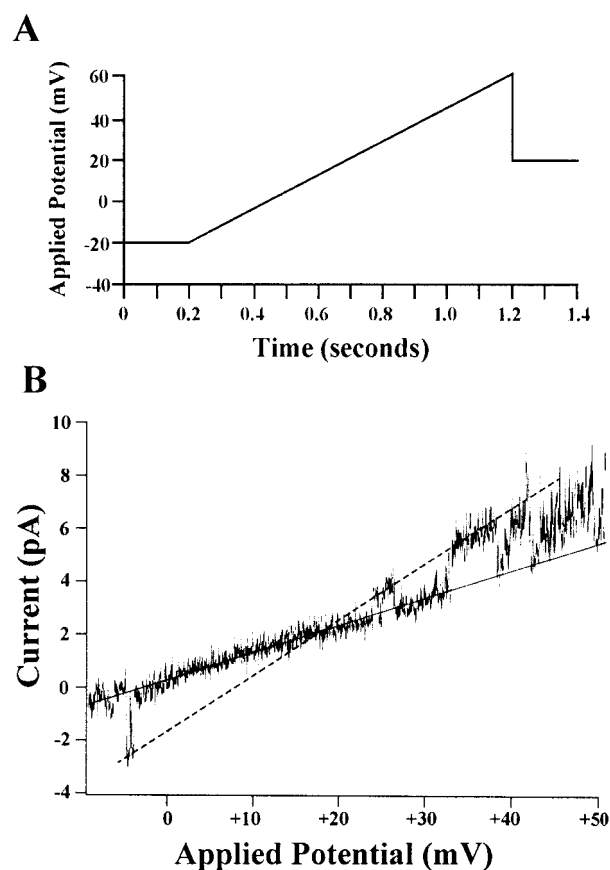 A
Applied Potential (mV)
60
40
20
0
-20
-40
0 0.2 0.4 0.6 0.8 1.0 1.2 1.4
Time (seconds)
B
Current (pA)
10
8
6
4
2
0
-2
-4
0 +10 +20 +30 +40 +50
Applied Potential (mV)